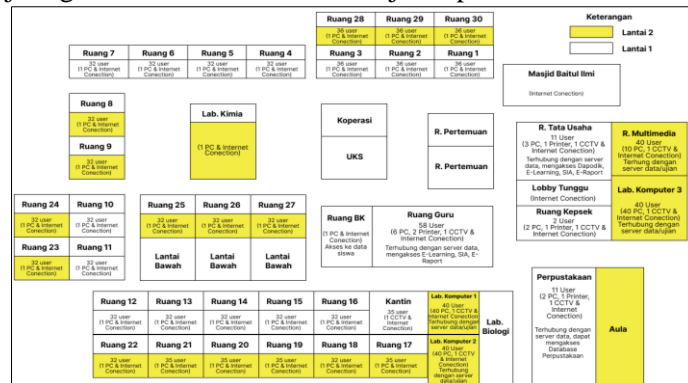 Ruang 28 Ruang 29 Ruang 30
36 user (1 PC & Internet Conection) 36 user (1 PC & Internet Conection) 36 user (1 PC & Internet Conection)
Keterangan
Lantai 2
Lantai 1
Ruang 7 Ruang 6 Ruang 5 Ruang 4
32 user (1 PC & Internet Conection) 32 user (1 PC & Internet Conection) 32 user (1 PC & Internet Conection) 32 user (1 PC & Internet Conection)
Ruang 3 Ruang 2 Ruang 1
36 user (1 PC & Internet Conection) 36 user (1 PC & Internet Conection) 36 user (1 PC & Internet Conection)
Masjid Baitul Ilmi
(Internet Conection)
Ruang 8
32 user
(1 PC & Internet
Conection)
Ruang 9
32 user
(1 PC & Internet
Conection)
Lab. Kimia
(1 PC & Internet
Conection)
Koperasi
UKS
R. Pertemuan
R. Pertemuan
R. Tata Usaha
11 User
(3 PC, 1 Printer, 1 CCTV &
Internet Conection)
Terhubung dengan server
data, mengakses Dapodik,
E-Learning, SIA, E-Raport
R. Multimedia
40 User
(10 PC, 1 CCTV &
Internet Conection)
Terhubung dengan
server data/ujian
Lobby Tunggu
(Internet Conection)
Ruang Kepsek
2 User
(2 PC, 1 Printer, 1 CCTV &
Internet Conection)
Lab. Komputer 3
40 User
(40 PC, 1 CCTV &
Internet Conection)
Terhubung dengan
server data/ujian
Ruang 24 Ruang 10
32 user (1 PC & Internet Conection) 32 user (1 PC & Internet Conection)
Ruang 23 Ruang 11
32 user (1 PC & Internet Conection) 32 user (1 PC & Internet Conection)
Ruang 25 Ruang 26 Ruang 27
32 user (1 PC & Internet Conection) 32 user (1 PC & Internet Conection) 32 user (1 PC & Internet Conection)
Lantai Bawah Lantai Bawah Lantai Bawah
Ruang BK
(1 PC & Internet
Conection)
Akses ke data
siswa
Ruang Guru
58 User
(6 PC, 2 Printer, 1 CCTV &
Internet Conection)
Terhubung dengan server data,
mengakses E-Learning, SIA, E-
Raport
Perpustakaan
11 User
(2 PC, 1 Printer,
1 CCTV &
Internet
Conection)
Terhubung dengan
server data, dapat
mengakses
Database
Perpustakaan
Aula
Ruang 12 Ruang 13 Ruang 14 Ruang 15 Ruang 16 Kantin
32 user (1 PC & Internet Conection) 32 user (1 PC & Internet Conection) 32 user (1 PC & Internet Conection) 32 user (1 PC & Internet Conection) 32 user (1 PC & Internet Conection) 35 user (1 CCTV & Internet Conection)
Lab. Komputer 1
40 User
(40 PC, 1 CCTV &
Internet Conection)
Terhubung dengan
server data/ujian
Ruang 22 Ruang 21 Ruang 20 Ruang 19 Ruang 18 Ruang 17
32 user (1 PC & Internet Conection) 35 user (1 PC & Internet Conection) 35 user (1 PC & Internet Conection) 35 user (1 PC & Internet Conection) 32 user (1 PC & Internet Conection) 35 user (1 PC & Internet Conection)
Lab. Komputer 2
40 User
(40 PC, 1 CCTV
& Internet
Conection)
Terhubung
dengan server
data/ujian
Lab.
Biologi